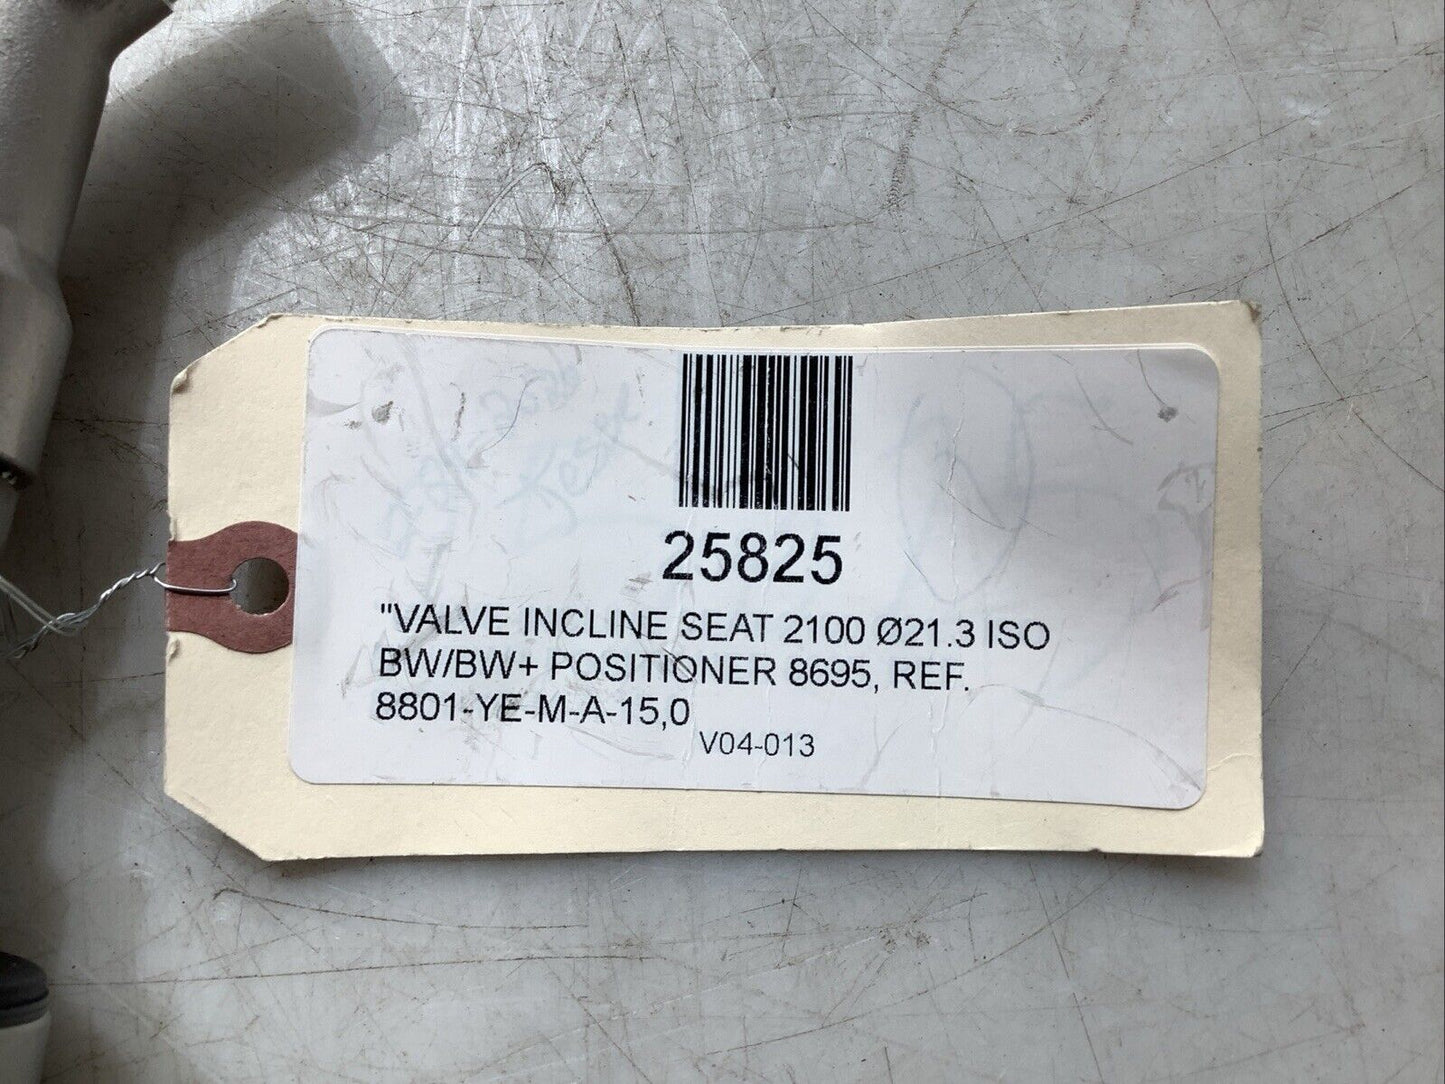 25825
"VALVE INCLINE SEAT 2100 Ø21.3 ISO
BW/BW+ POSITIONER 8695, REF.
8801-YE-M-A-15,0
V04-013